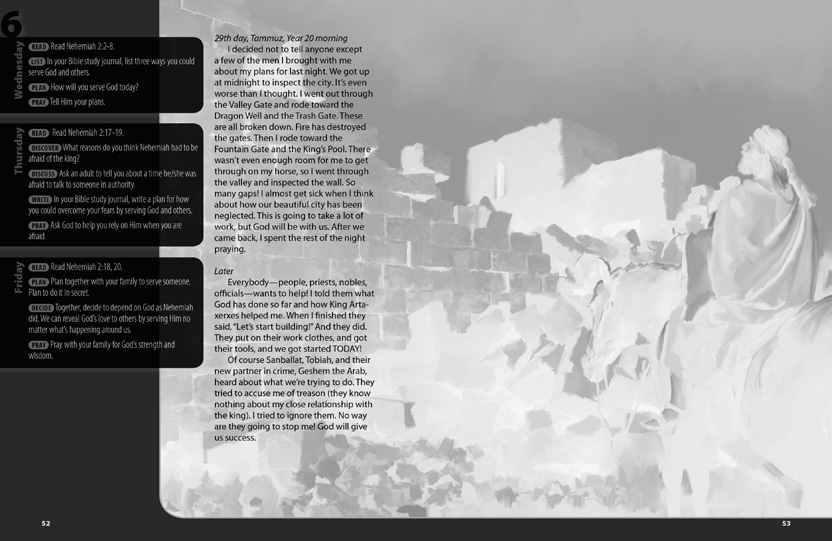 6
Wednesday
READ Read Nehemiah 2:2-8.
LIST In your Bible study journal, list three ways you could
serve God and others.
PLAN How will you serve God today?
PRAY Tell Him your plans.
Thursday
READ Read Nehemiah 2:17-19.
DISCOVER What reasons do you think Nehemiah had to be
afraid of the king?
DISCUSS Ask an adult to tell you about a time he/she was
afraid to talk to someone in authority.
WRITE In your Bible study journal, write a plan for how
you could overcome your fears by serving God and others.
PRAY Ask God to help you rely on Him when you are
afraid.
Friday
READ Read Nehemiah 2:18, 20.
PLAN Plan together with your family to serve someone.
Plan to do it in secret.
DECIDE Together, decide to depend on God as Nehemiah
did. We can reveal God's love to others by serving Him no
matter what's happening around us.
PRAY Pray with your family for God's strength and
wisdom.
52
29th day, Tammuz, Year 20 morning
I decided not to tell anyone except
a few of the men I brought with me
about my plans for last night. We got up
at midnight to inspect the city. It's even
worse than I thought. I went out through
the Valley Gate and rode toward the
Dragon Well and the Trash Gate. These
are all broken down. Fire has destroyed
the gates. Then I rode toward the
Fountain Gate and the King's Pool. There
wasn't even enough room for me to get
through on my horse, so I went through
the valley and inspected the wall. So
many gaps! I almost get sick when I think
about how our beautiful city has been
neglected. This is going to take a lot of
work, but God will be with us. After we
came back, I spent the rest of the night
praying.
Later
Everybody—people, priests, nobles,
officials—wants to help! I told them what
God has done so far and how King Arta-
xerxes helped me. When I finished they
said, "Let's start building!" And they did.
They put on their work clothes, and got
their tools, and we got started TODAY!
Of course Sanballat, Tobiah, and their
new partner in crime, Geshem the Arab,
heard about what we're trying to do. They
tried to accuse me of treason (they know
nothing about my close relationship with
the king). I tried to ignore them. No way
are they going to stop me! God will give
us success.
53